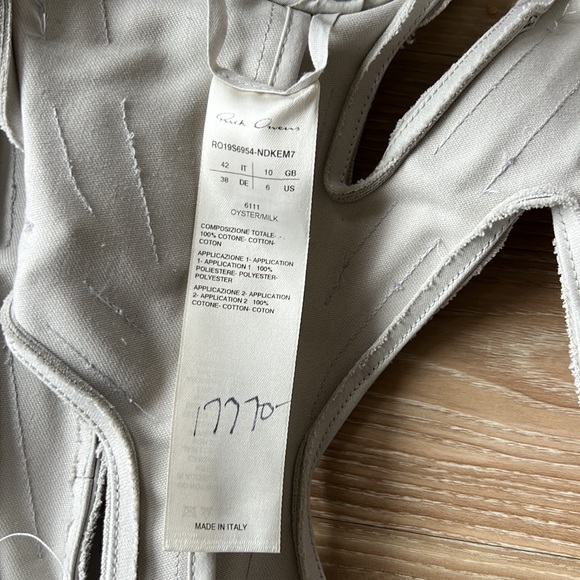 Rick Owens
RO19S6954-NDKEM7
42 IT 10 GB
38 DE 6 US
6111
OYSTER/MILK
COMPOSIZIONE TOTALE-
100% COTONE- COTTON-
COTON
APPLICAZIONE 1- APPLICATION
1- APPLICATION 1 100%
POLIESTERE- POLYESTER-
POLYESTER
APPLICAZIONE 2- APPLICATION
2- APPLICATION 2 100%
COTONE- COTTON- COTON
17770-
MADE IN ITALY